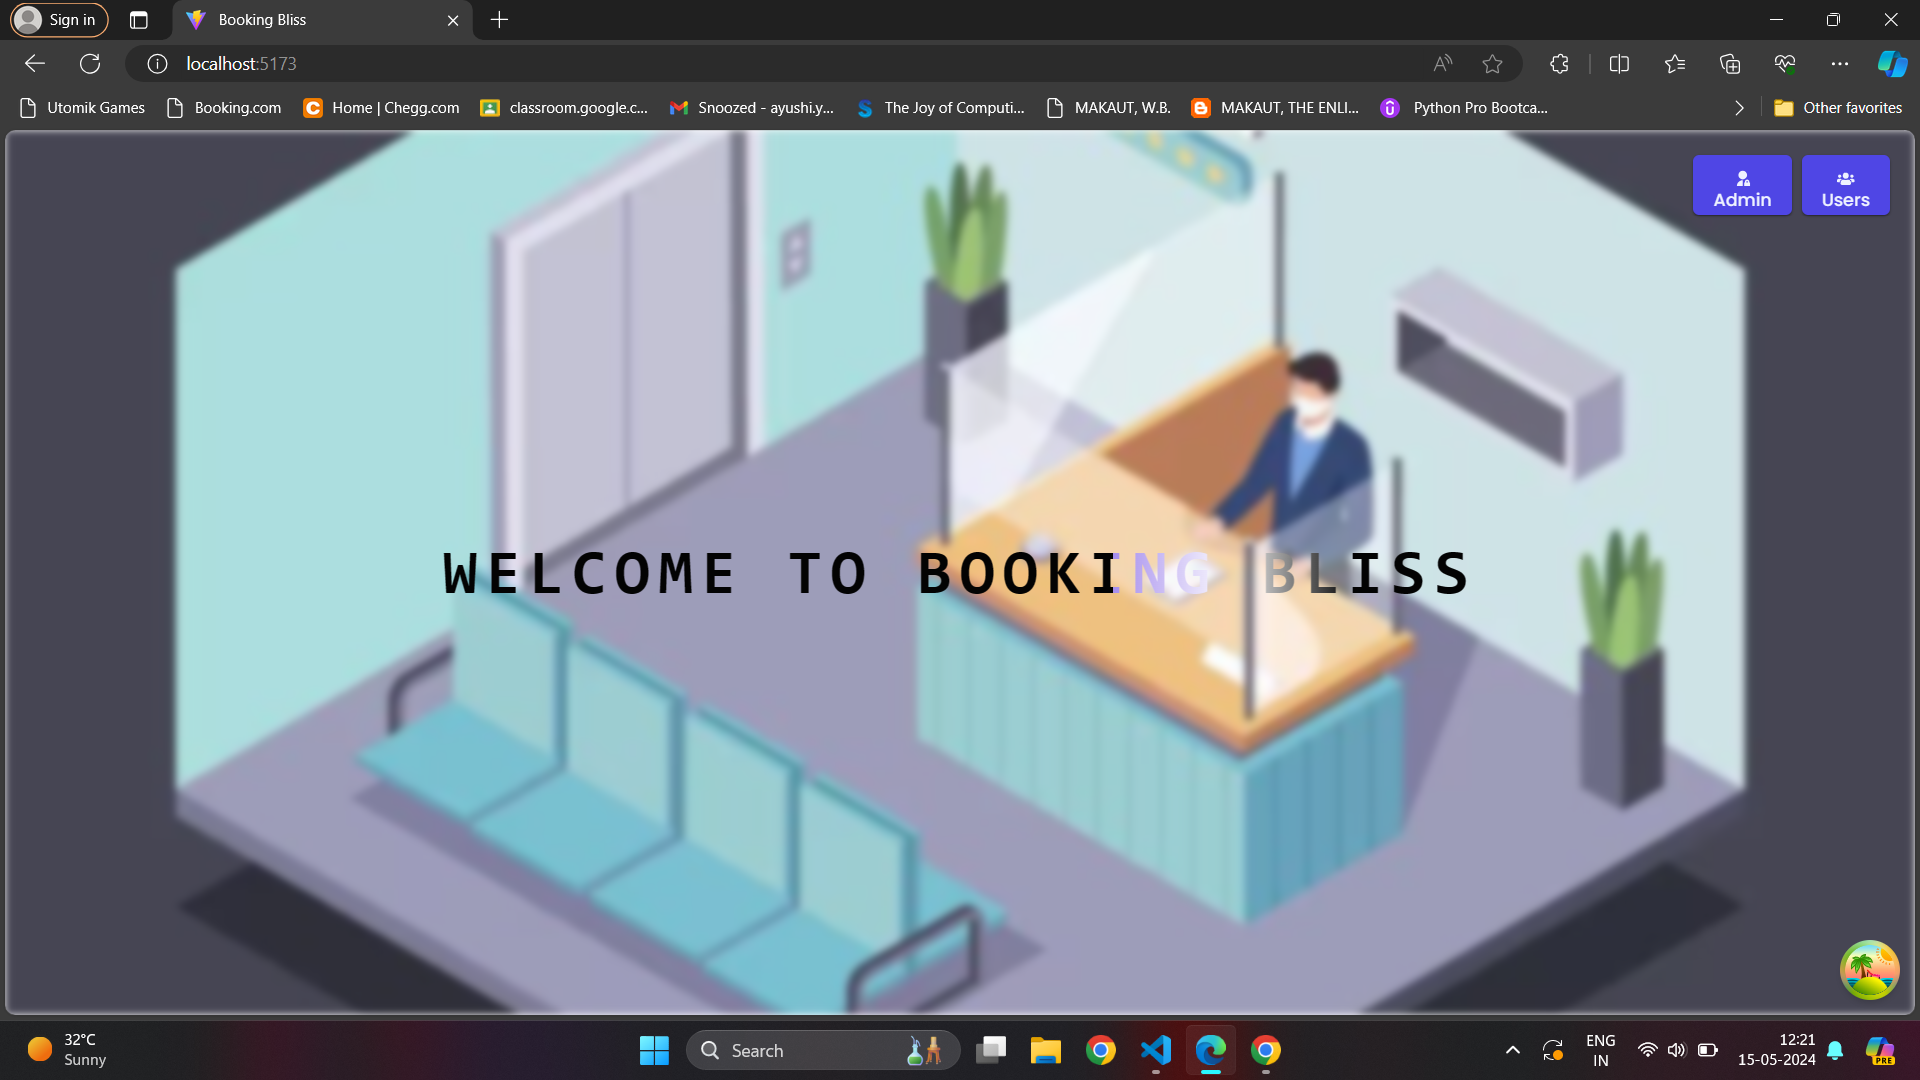 Sign in
Booking Bliss
localhost:5173
Utomik Games
Booking.com
Home | Chegg.com
classroom.google.c...
Snoozed - ayushi.y...
The Joy of Computi...
MAKAUT, W.B.
MAKAUT, THE ENLI...
Python Pro Bootca...
Other favorites
Admin
Users
WELCOME TO BOOKING BLISS
32°C
Sunny
Search
ENG
IN
12:21
15-05-2024
PRE